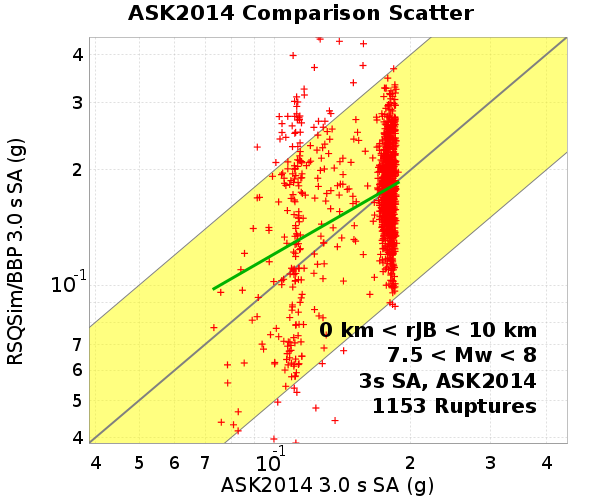 ASK2014 Comparison Scatter
RSQSim/BBP 3.0 s SA (g)
4
3
2
10⁻¹
7
6
5
4
0 km < rJB < 10 km
7.5 < Mw < 8
3s SA, ASK2014
1153 Ruptures
4 5 6 7 10⁻¹ 2 3 4
ASK2014 3.0 s SA (g)